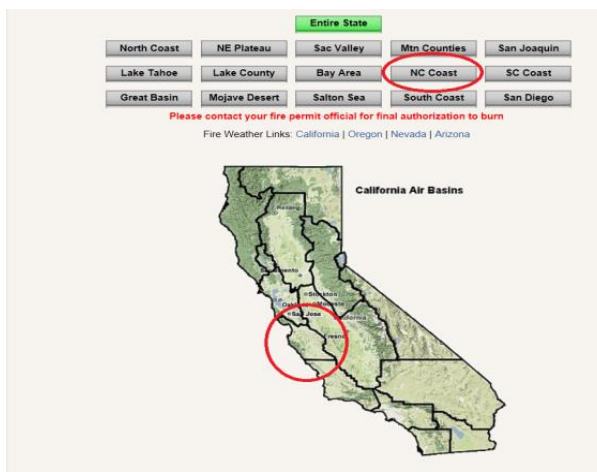 Entire State
North Coast NE Plateau Sac Valley Mtn Counties San Joaquin
Lake Tahoe Lake County Bay Area NC Coast SC Coast
Great Basin Mojave Desert Salton Sea South Coast San Diego
Please contact your fire permit official for final authorization to burn
Fire Weather Links: California | Oregon | Nevada | Arizona
California Air Basins
Redding
Stockton
Modesto
San Jose
Fresno